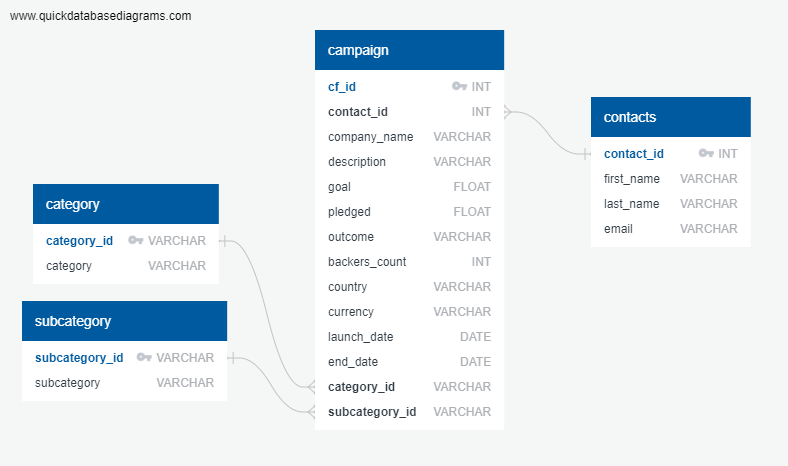 www.quickdatabasediagrams.com
campaign
cf_id INT
contact_id INT
company_name VARCHAR
description VARCHAR
goal FLOAT
pledged FLOAT
outcome VARCHAR
backers_count INT
country VARCHAR
currency VARCHAR
launch_date DATE
end_date DATE
category_id VARCHAR
subcategory_id VARCHAR
contacts
contact_id INT
first_name VARCHAR
last_name VARCHAR
email VARCHAR
category
category_id VARCHAR
category VARCHAR
subcategory
subcategory_id VARCHAR
subcategory VARCHAR